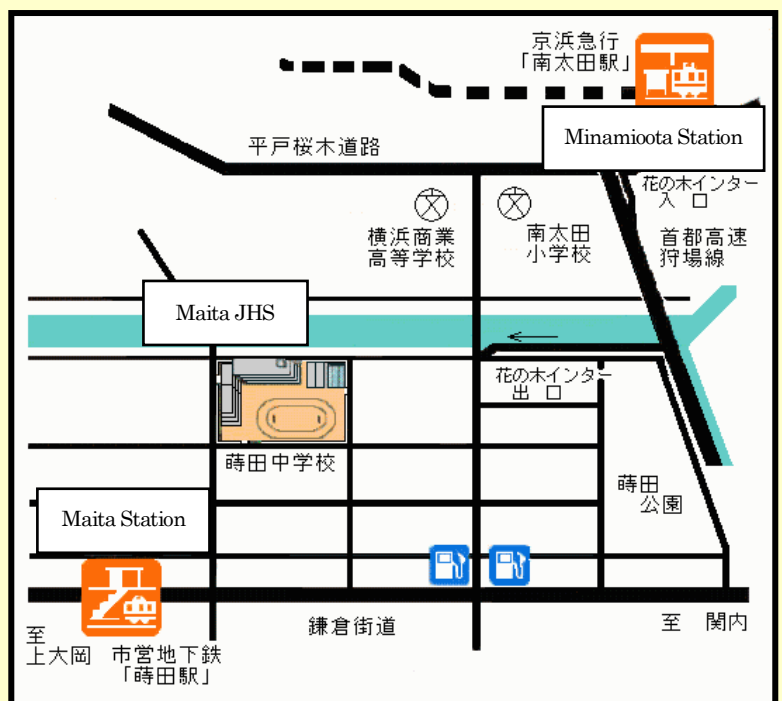 京浜急行
「南太田駅」
Minamioota Station
平戸桜木道路
花の木インター
入 口
横浜商業
高等学校
南太田
小学校
首都高速
狩場線
Maita JHS
花の木インター
出 口
蒔田中学校
蒔田
公園
Maita Station
鎌倉街道
至 関内
至
上大岡
市営地下鉄
「蒔田駅」